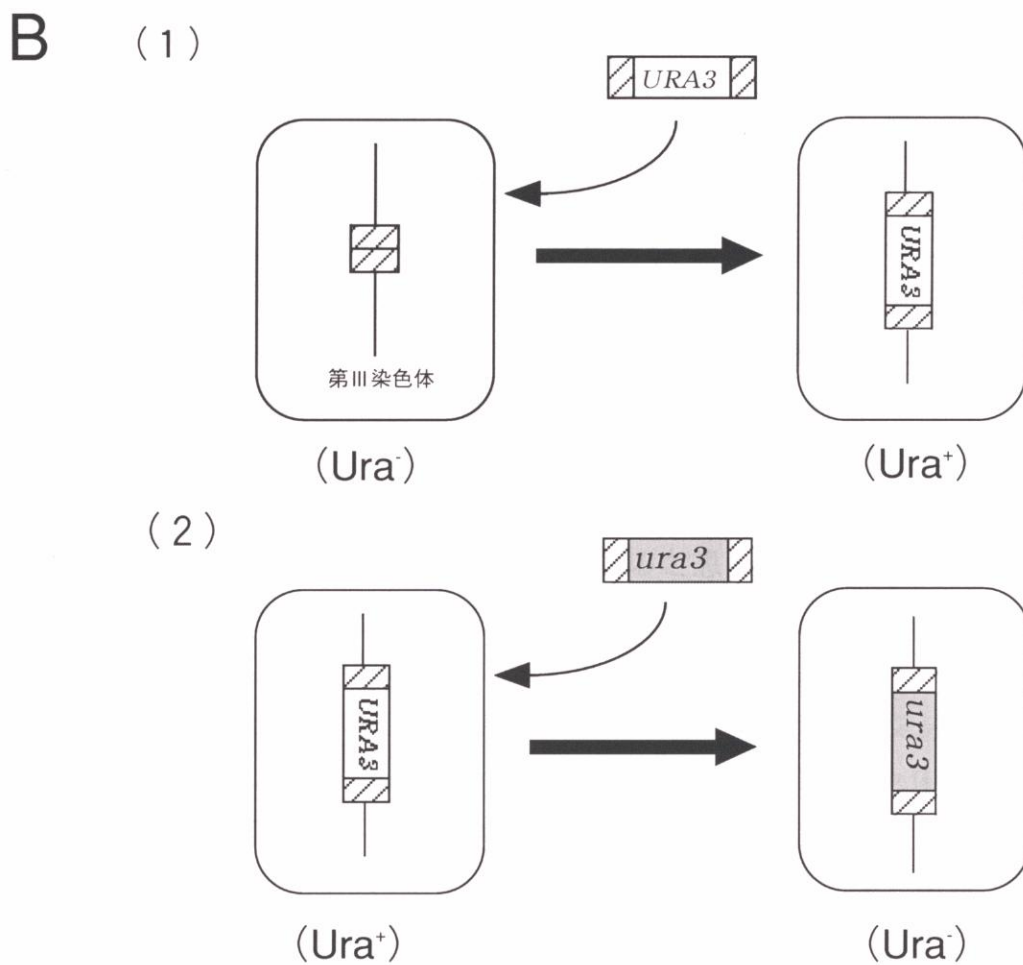 B (1)
URA3
URA3
第III染色体
(Ura⁻)
(Ura⁺)
(2)
ura3
URA3
ura3
(Ura⁺)
(Ura⁻)